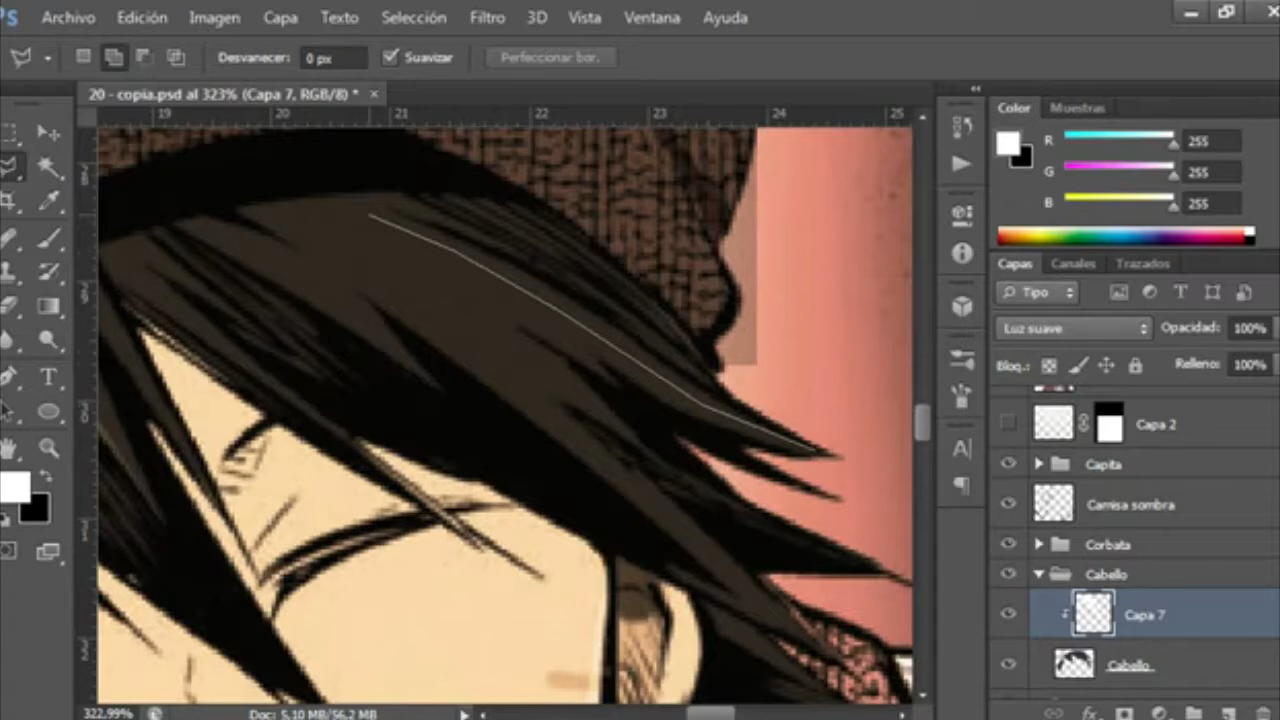 Ps Archivo Edición Imagen Capa Texto Selección Filtro 3D Vista Ventana Ayuda
Desvanecer: 0 px Suavizar Perfeccionar bor.
20 - copia.psd al 323% (Capa 7, RGB/8) * ×
19 20 21 22 23 24 25
Color Muestras
R 255
G 255
B 255
Capas Canales Trazados
Tipo
Luz suave Opacidad: 100%
Bloq.: Relleno: 100%
Capa 2
Capita
Camisa sombra
Corbata
Cabello
Capa 7
Cabello
322.99% Doc: 5,10 MB/56,2 MB